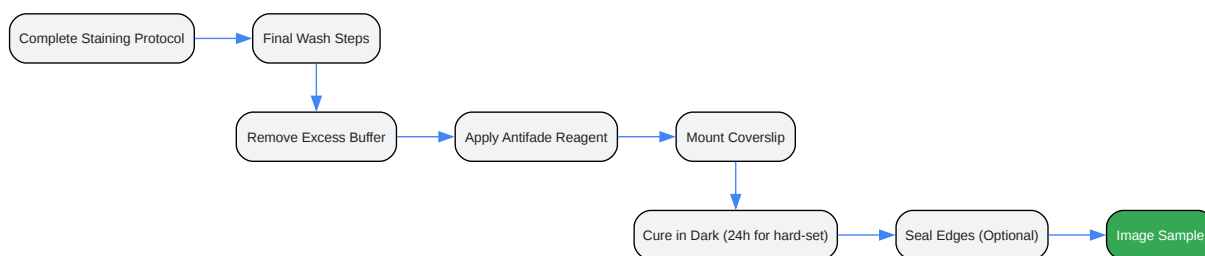 Complete Staining Protocol
Final Wash Steps
Remove Excess Buffer
Apply Antifade Reagent
Mount Coverslip
Cure in Dark (24h for hard-set)
Seal Edges (Optional)
Image Sample